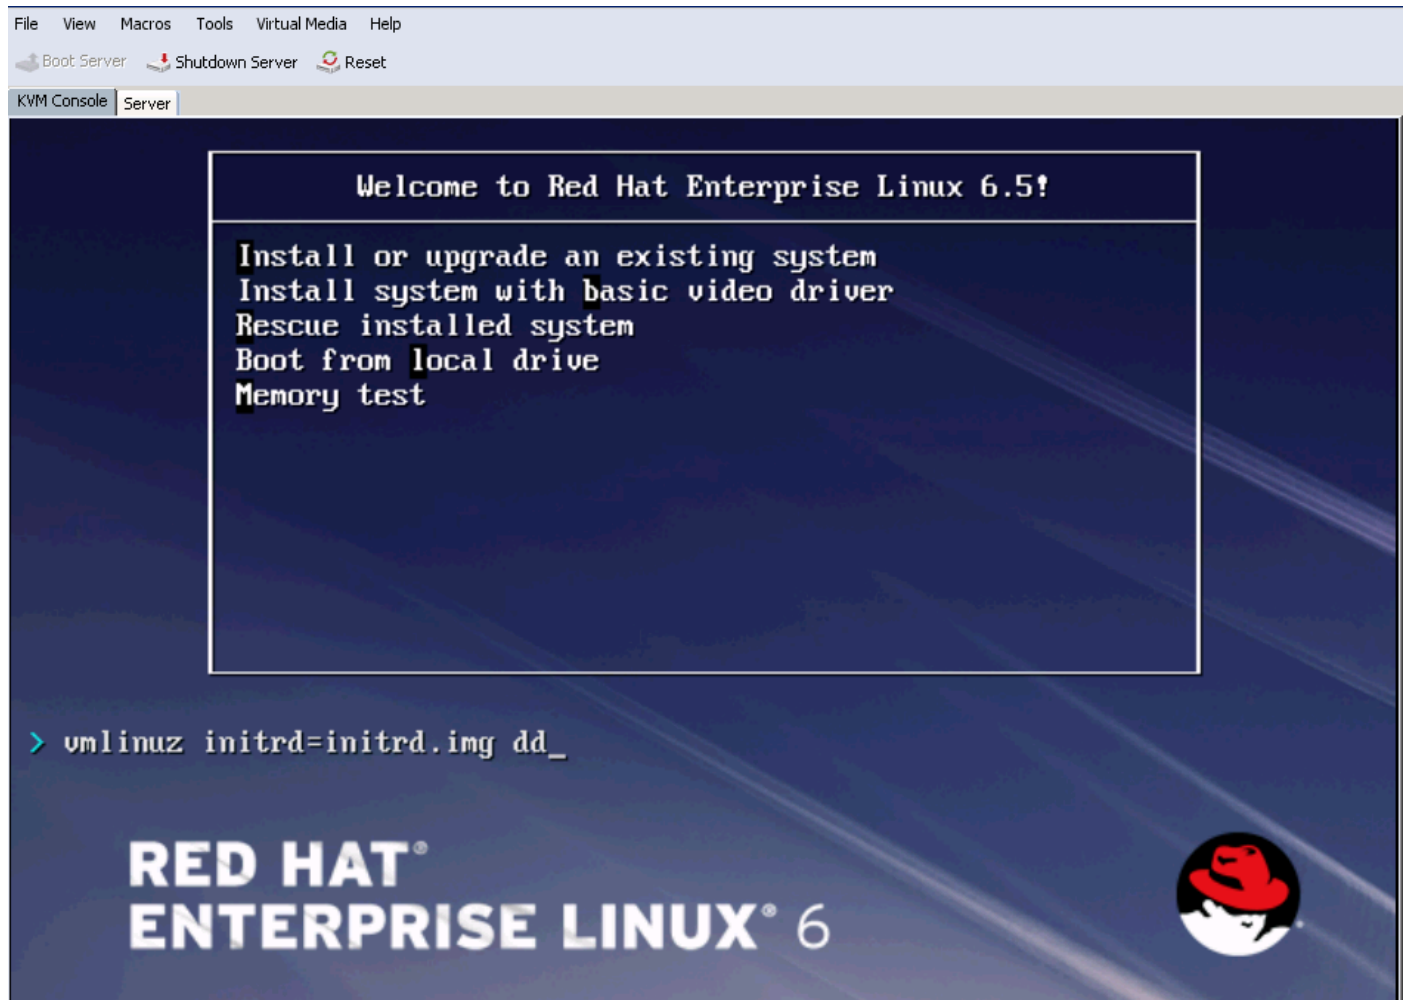 File View Macros Tools Virtual Media Help
Boot Server Shutdown Server Reset
KVM Console Server
Welcome to Red Hat Enterprise Linux 6.5!
Install or upgrade an existing system
Install system with basic video driver
Rescue installed system
Boot from local drive
Memory test
> vmlinuz initrd=initrd.img dd_
RED HAT®
ENTERPRISE LINUX® 6